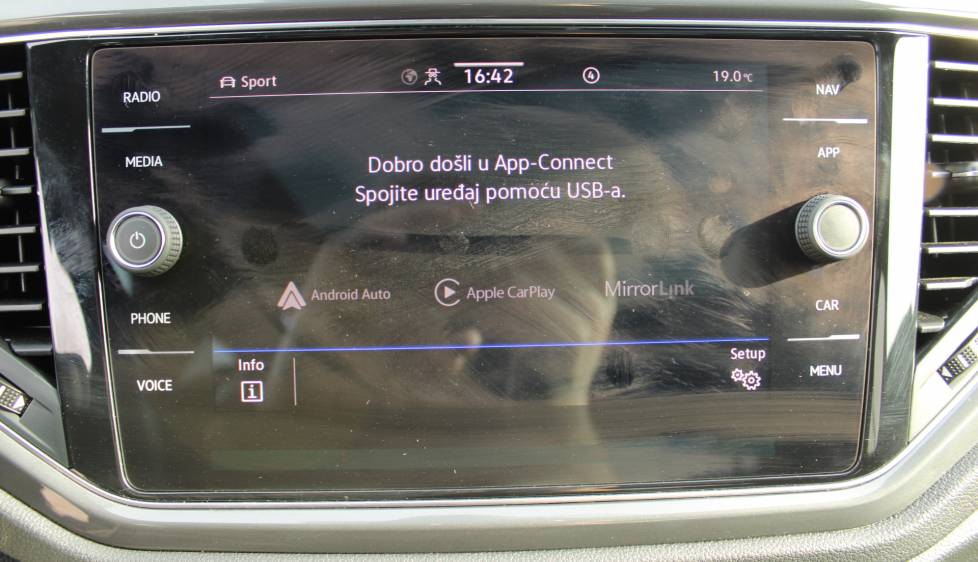 RADIO
MEDIA
PHONE
VOICE
Sport
16:42
4
19.0°C
Dobro došli u App-Connect
Spojite uređaj pomoću USB-a.
Android Auto
Apple CarPlay
MirrorLink
Info
i
Setup
NAV
APP
CAR
MENU